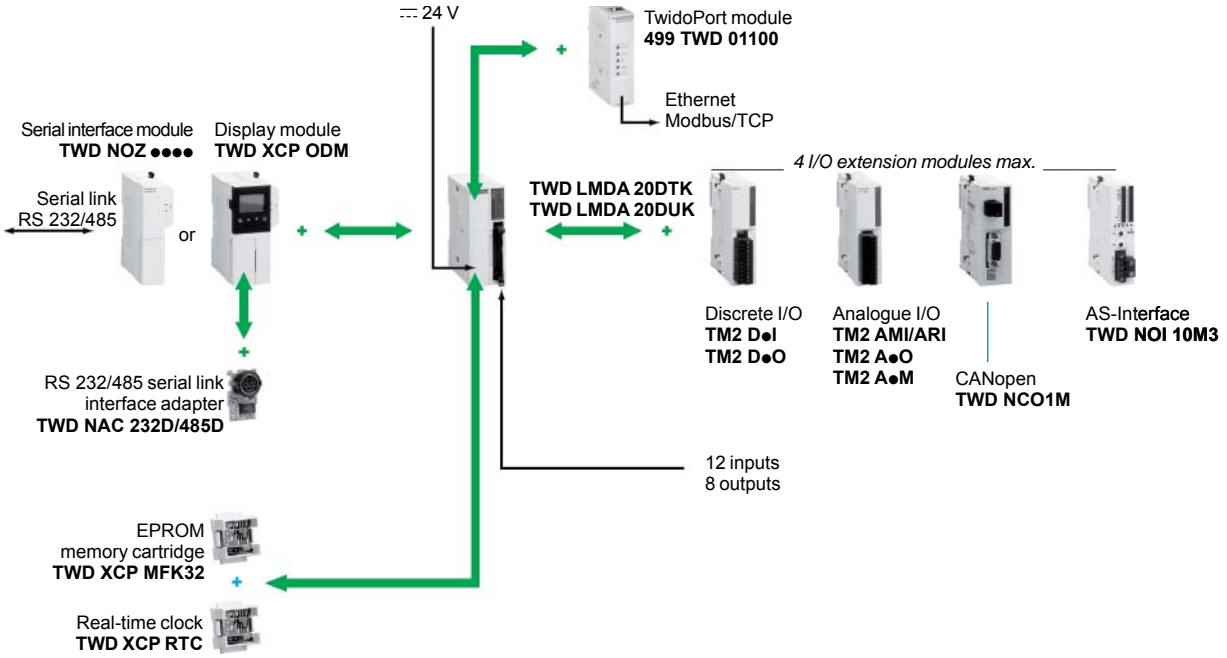 ⎓ 24 V
TwidoPort module
499 TWD 01100
Ethernet
Modbus/TCP
Serial interface module
TWD NOZ ●●●●
Display module
TWD XCP ODM
Serial link
RS 232/485
or
TWD LMDA 20DTK
TWD LMDA 20DUK
4 I/O extension modules max.
Discrete I/O
TM2 D●I
TM2 D●O
Analogue I/O
TM2 AMI/ARI
TM2 A●O
TM2 A●M
CANopen
TWD NCO1M
AS-Interface
TWD NOI 10M3
RS 232/485 serial link
interface adapter
TWD NAC 232D/485D
12 inputs
8 outputs
EPROM
memory cartridge
TWD XCP MFK32
Real-time clock
TWD XCP RTC